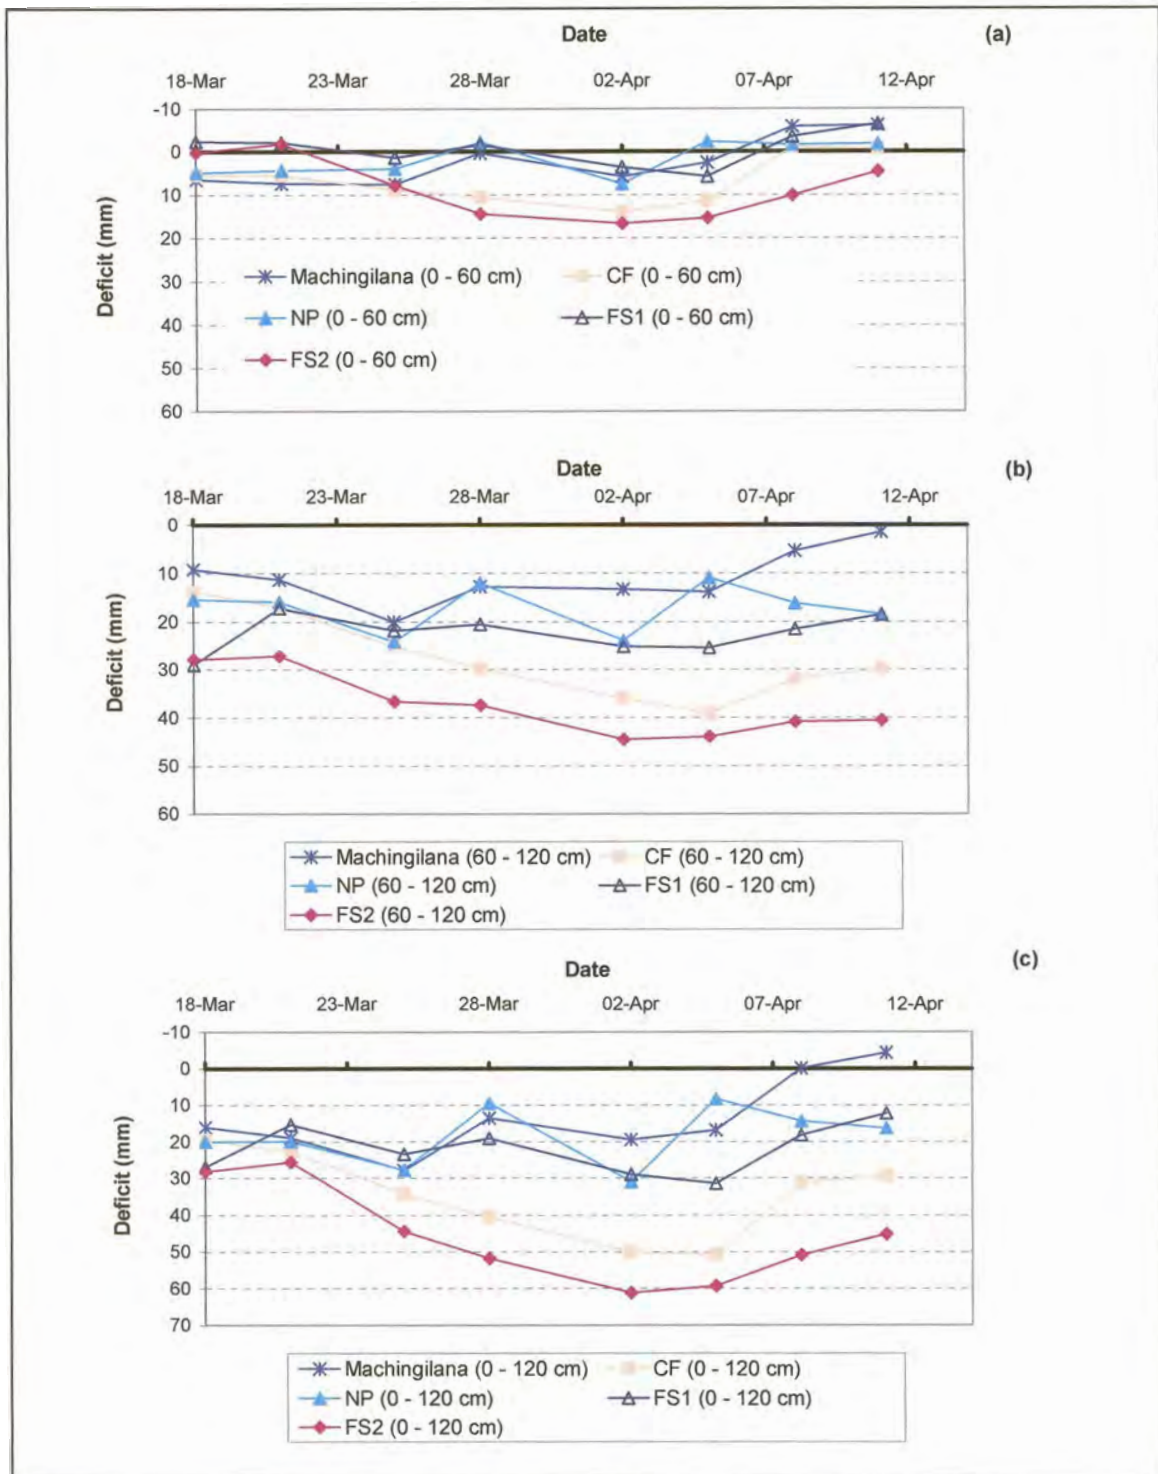 Date (a)
18-Mar 23-Mar 28-Mar 02-Apr 07-Apr 12-Apr
-10
0
10
20
30
40
50
60
Deficit (mm)
Machingilana (0 - 60 cm) CF (0 - 60 cm)
NP (0 - 60 cm) FS1 (0 - 60 cm)
FS2 (0 - 60 cm)
Date (b)
18-Mar 23-Mar 28-Mar 02-Apr 07-Apr 12-Apr
0
10
20
30
40
50
60
Deficit (mm)
Machingilana (60 - 120 cm) CF (60 - 120 cm)
NP (60 - 120 cm) FS1 (60 - 120 cm)
FS2 (60 - 120 cm)
Date (c)
18-Mar 23-Mar 28-Mar 02-Apr 07-Apr 12-Apr
-10
0
10
20
30
40
50
60
70
Deficit (mm)
Machingilana (0 - 120 cm) CF (0 - 120 cm)
NP (0 - 120 cm) FS1 (0 - 120 cm)
FS2 (0 - 120 cm)